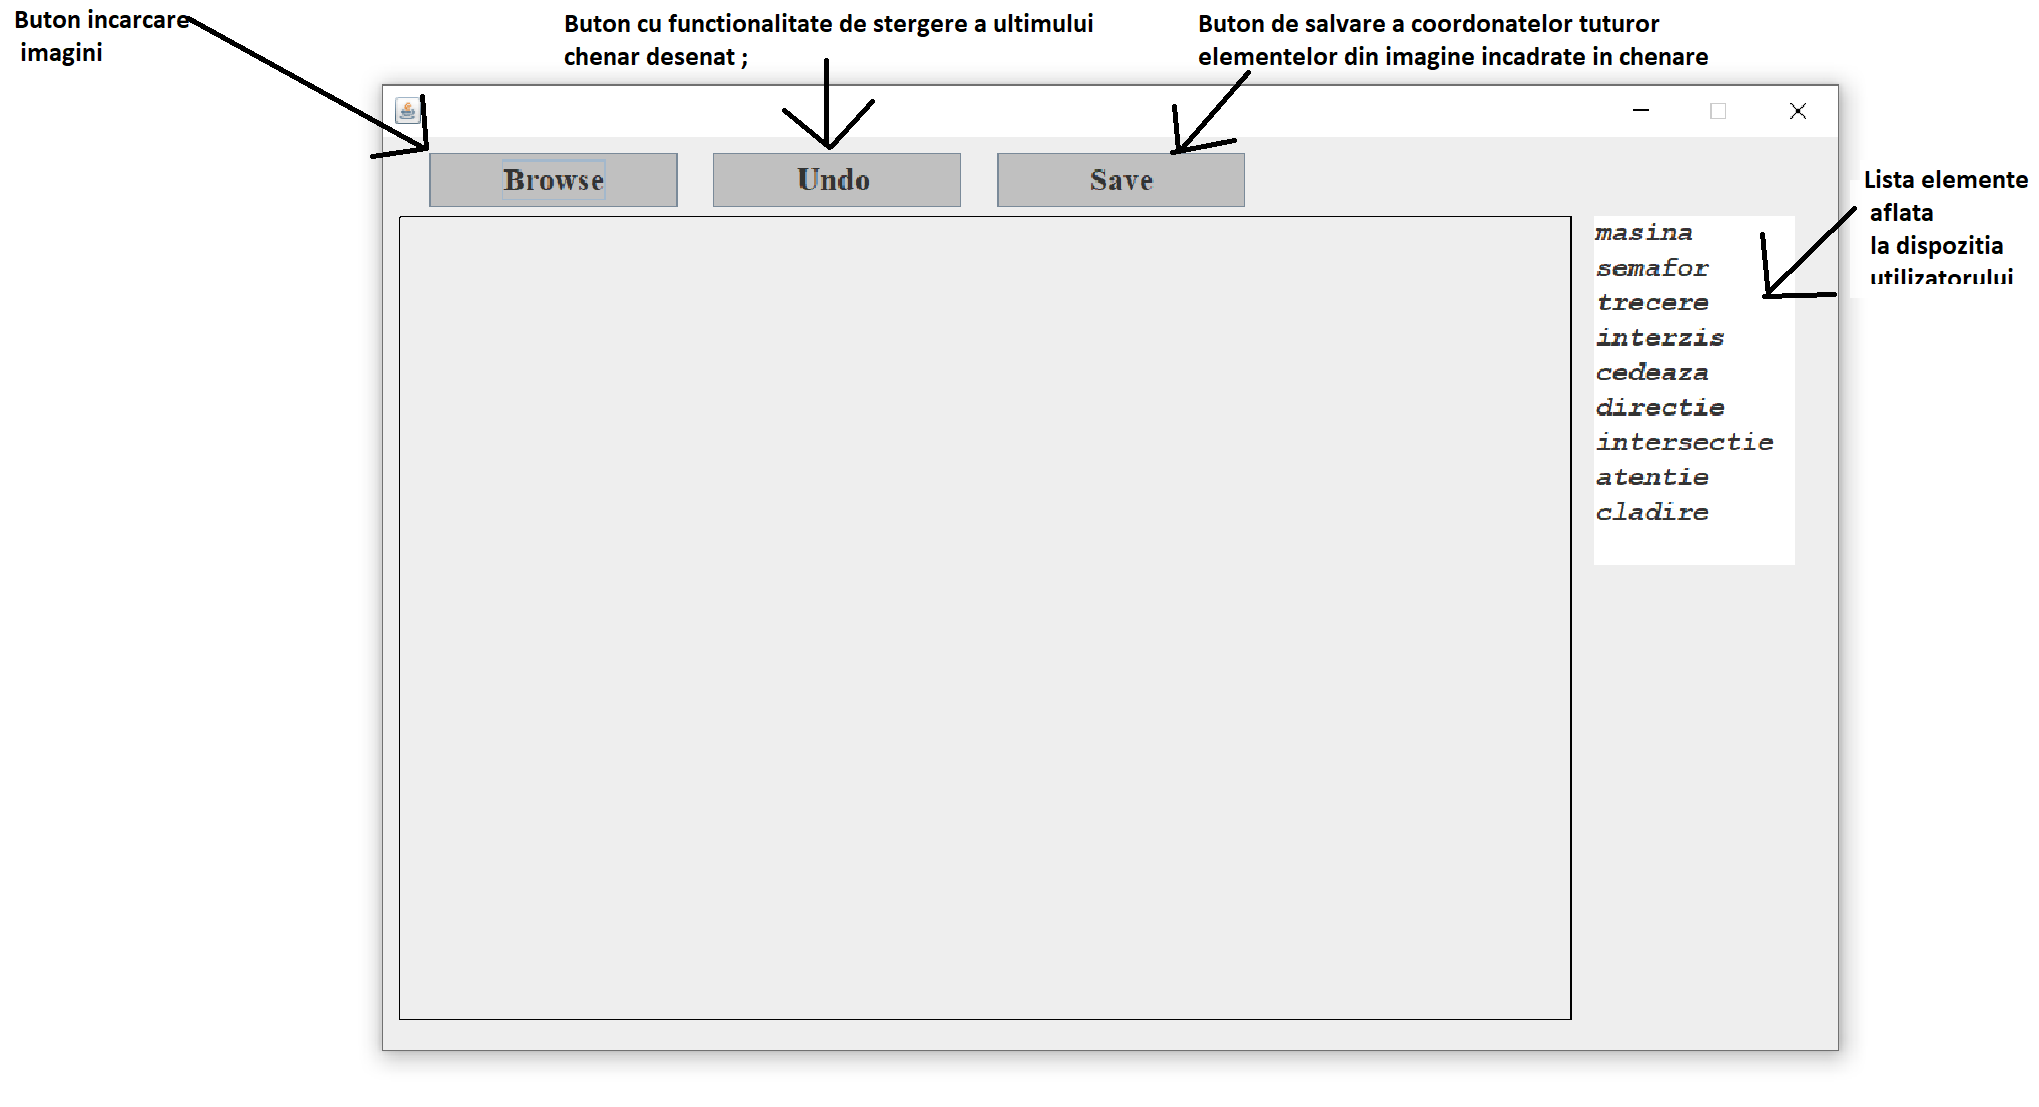 Buton incarcare
imagini
Buton cu functionalitate de stergere a ultimului
chenar desenat ;
Buton de salvare a coordonatelor tuturor
elementelor din imagine incadrate in chenare
Browse
Undo
Save
Lista elemente
aflata
la dispozitia
utilizatorului
masina
semafor
trecere
interzis
cedeaza
directie
intersectie
atentie
cladire